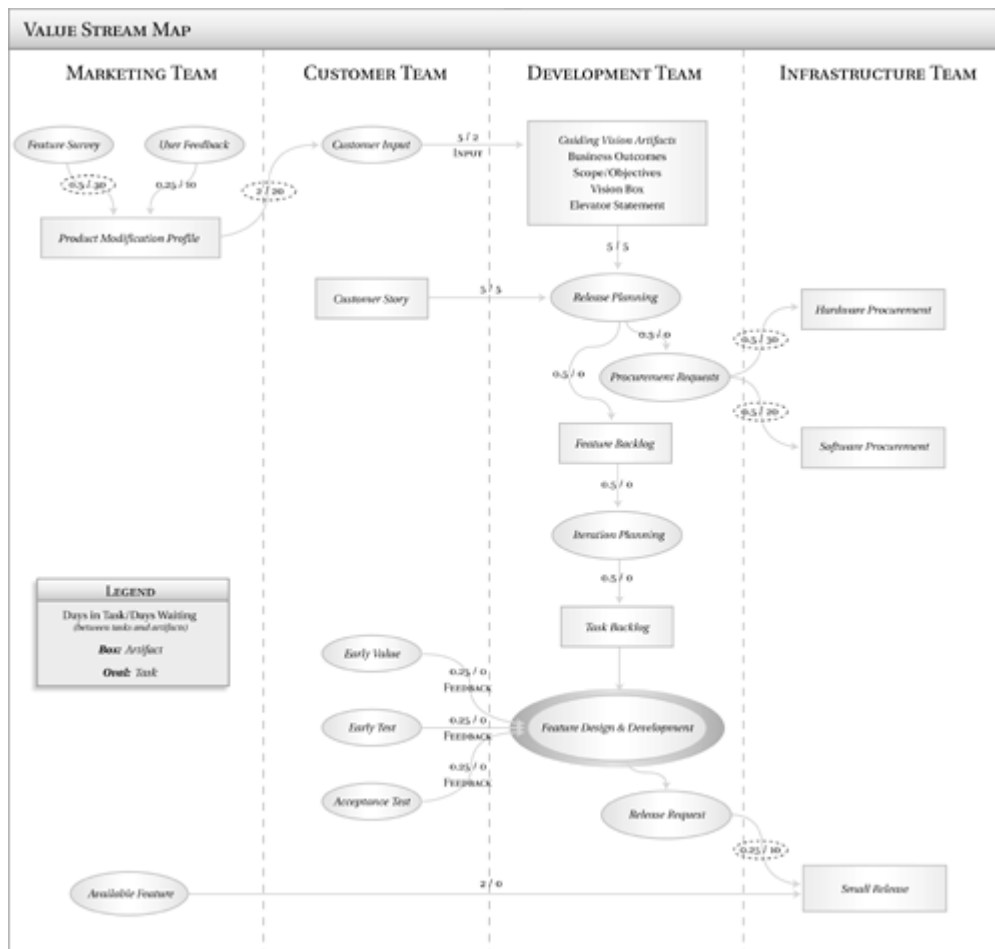 Value Stream Map
Marketing Team
Customer Team
Development Team
Infrastructure Team
Feature Survey
User Feedback
Customer Input
5 / 2
Input
Guiding Vision Artifacts
Business Outcomes
Scope/Objectives
Vision Box
Elevator Statement
0.5 / 30
0.25 / 10
2 / 20
Product Modification Profile
5 / 5
Customer Story
5 / 5
Release Planning
Hardware Procurement
0.5 / 0
0.5 / 30
0.5 / 0
Procurement Requests
0.5 / 20
Feature Backlog
Software Procurement
0.5 / 0
Iteration Planning
0.5 / 0
Legend
Days in Task/Days Waiting
(between tasks and artifacts)
Box: Artifact
Oval: Task
Task Backlog
Early Value
0.25 / 0
Feedback
Early Test
0.25 / 0
Feedback
Feature Design & Development
0.25 / 0
Feedback
Acceptance Test
Release Request
0.25 / 10
Available Feature
2 / 0
Small Release